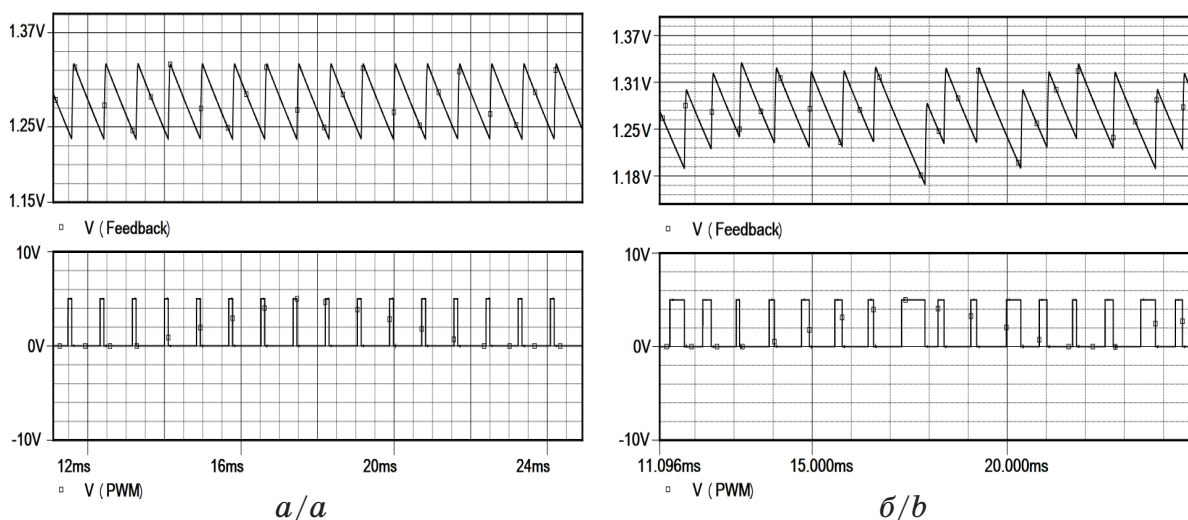 1.37V
1.25V
1.15V
V (Feedback)
10V
0V
-10V
12ms 16ms 20ms 24ms
V (PWM)
а/a
1.37V
1.31V
1.25V
1.18V
V (Feedback)
10V
0V
-10V
11.096ms 15.000ms 20.000ms
V (PWM)
б/b